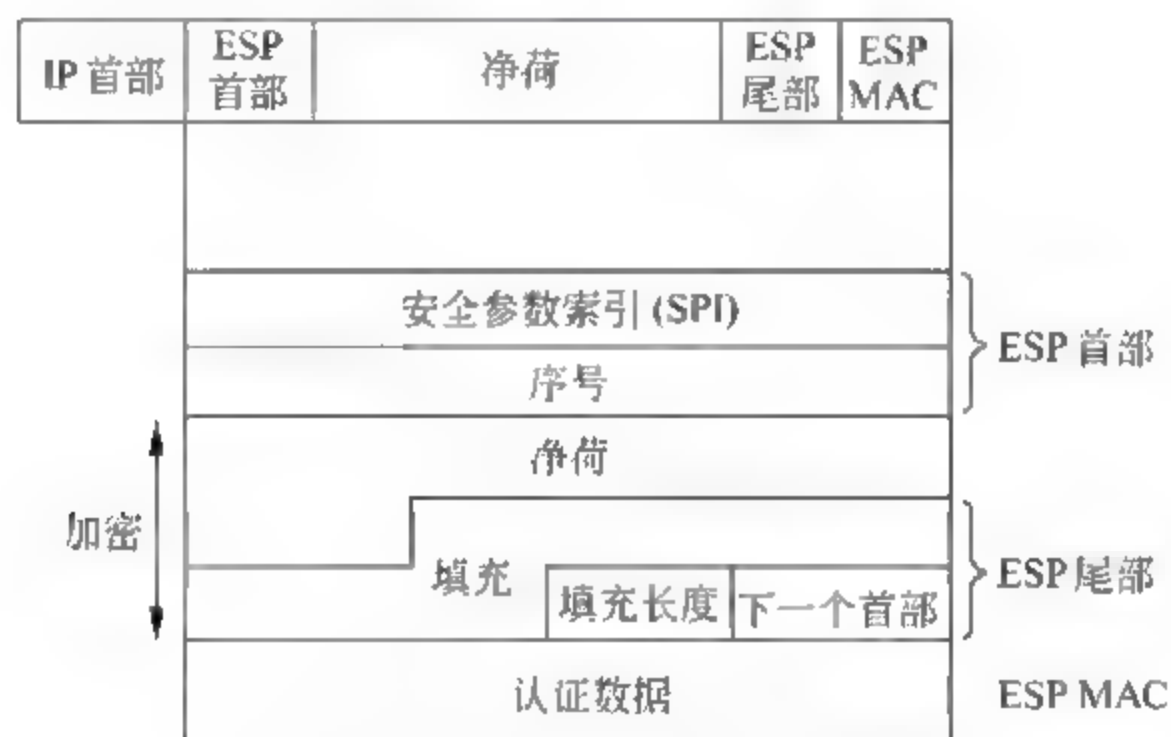 IP 首部
ESP
首部
净荷
ESP
尾部
ESP
MAC
安全参数索引 (SPI)
ESP 首部
序号
净荷
加密
填充
填充长度
下一个首部
ESP 尾部
认证数据
ESP MAC